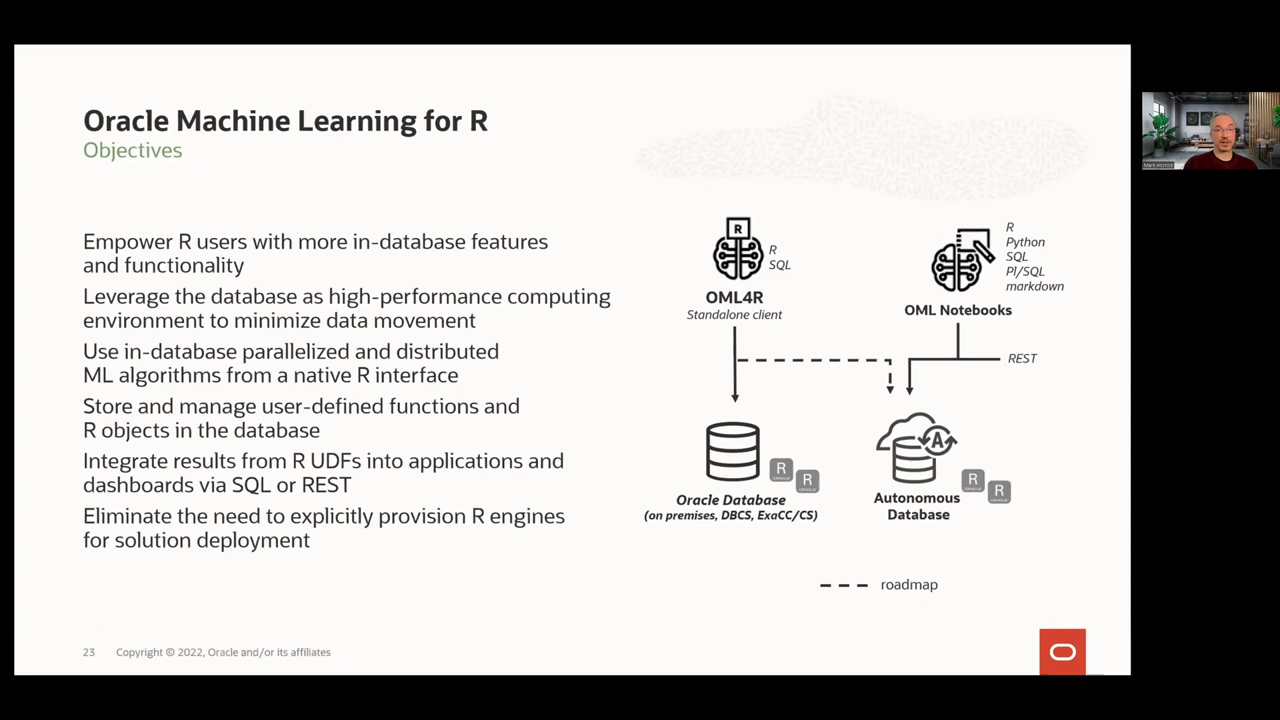 Oracle Machine Learning for R
Objectives
Empower R users with more in-database features
and functionality
Leverage the database as high-performance computing
environment to minimize data movement
Use in-database parallelized and distributed
ML algorithms from a native R interface
Store and manage user-defined functions and
R objects in the database
Integrate results from R UDFs into applications and
dashboards via SQL or REST
Eliminate the need to explicitly provision R engines
for solution deployment
R
R
SQL
OML4R
Standalone client
R
Python
SQL
Pl/SQL
markdown
OML Notebooks
REST
R
R
Oracle Database
(on premises, DBCS, ExaCC/CS)
A
R
R
Autonomous
Database
roadmap
23 Copyright © 2022, Oracle and/or its affiliates